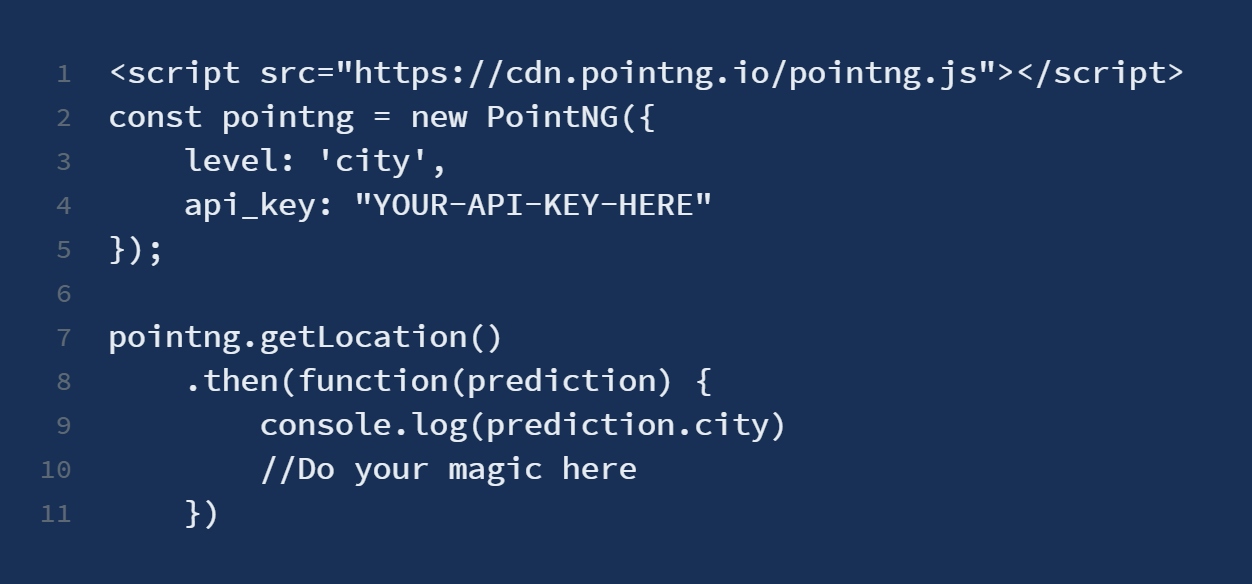 1 <script src="https://cdn.pointng.io/pointng.js"></script>
2 const pointng = new PointNG({
3     level: 'city',
4     api_key: "YOUR-API-KEY-HERE"
5 });
6
7 pointng.getLocation()
8     .then(function(prediction) {
9         console.log(prediction.city)
10         //Do your magic here
11     })